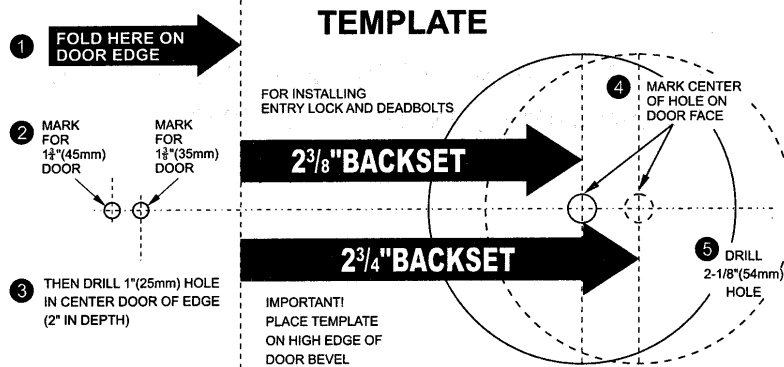 TEMPLATE
1 FOLD HERE ON
DOOR EDGE
FOR INSTALLING
ENTRY LOCK AND DEADBOLTS
4 MARK CENTER
OF HOLE ON
DOOR FACE
2 MARK
FOR
1¾"(45mm)
DOOR
MARK
FOR
1⅜"(35mm)
DOOR
2³/₈"BACKSET
2³/₄"BACKSET
5 DRILL
2-1/8"(54mm)
HOLE
3 THEN DRILL 1"(25mm) HOLE
IN CENTER DOOR OF EDGE
(2" IN DEPTH)
IMPORTANT!
PLACE TEMPLATE
ON HIGH EDGE OF
DOOR BEVEL